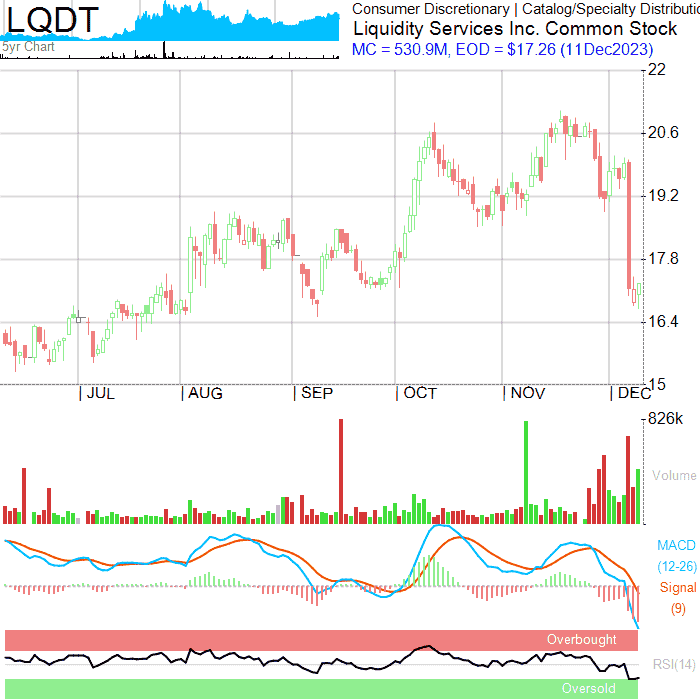 LQDT
Consumer Discretionary | Catalog/Specialty Distributio
Liquidity Services Inc. Common Stock
MC = 530.9M, EOD = $17.26 (11Dec2023)
5yr Chart
22
20.6
19.2
17.8
16.4
15
JUL AUG SEP OCT NOV DEC
826k
Volume
MACD
(12-26)
Signal
(9)
Overbought
RSI(14)
Oversold